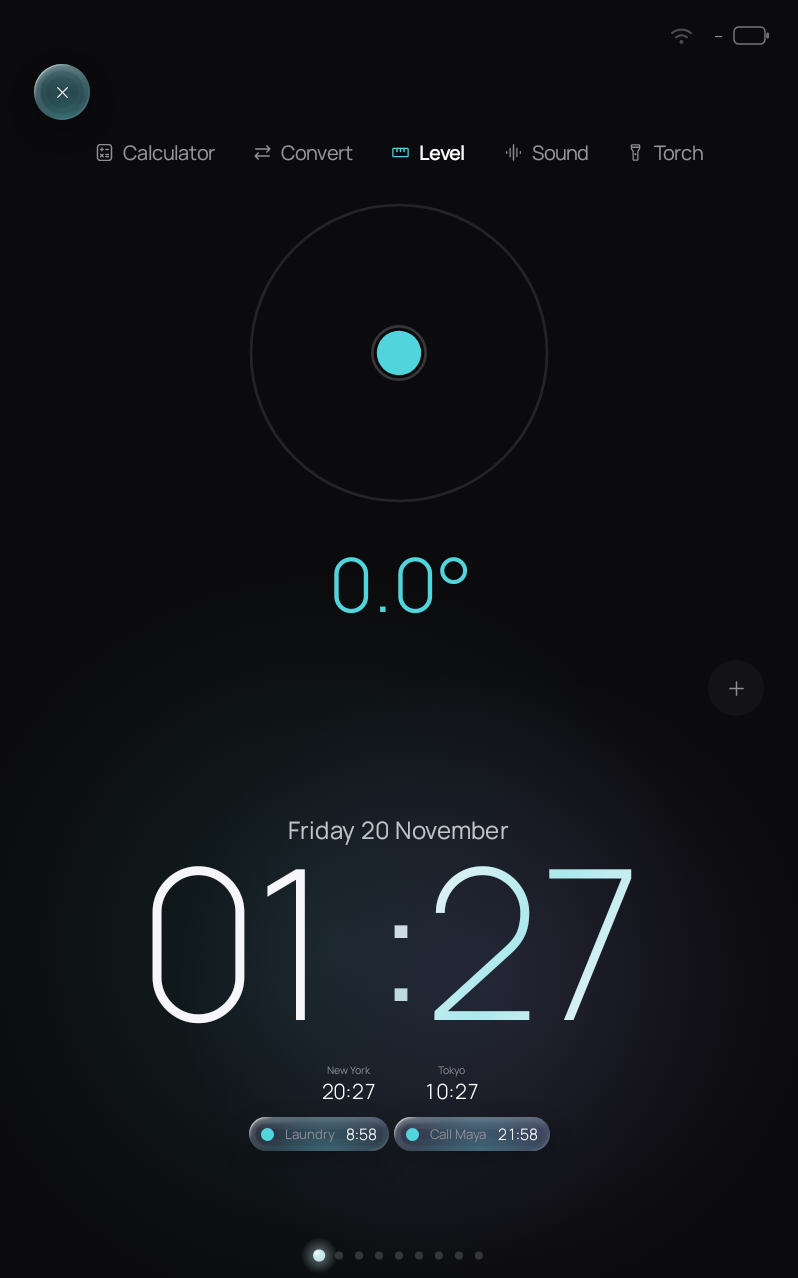 –
Calculator Convert Level Sound Torch
0.0°
Friday 20 November
01:27
New York Tokyo
20:27 10:27
Laundry 8:58 Call Maya 21:58